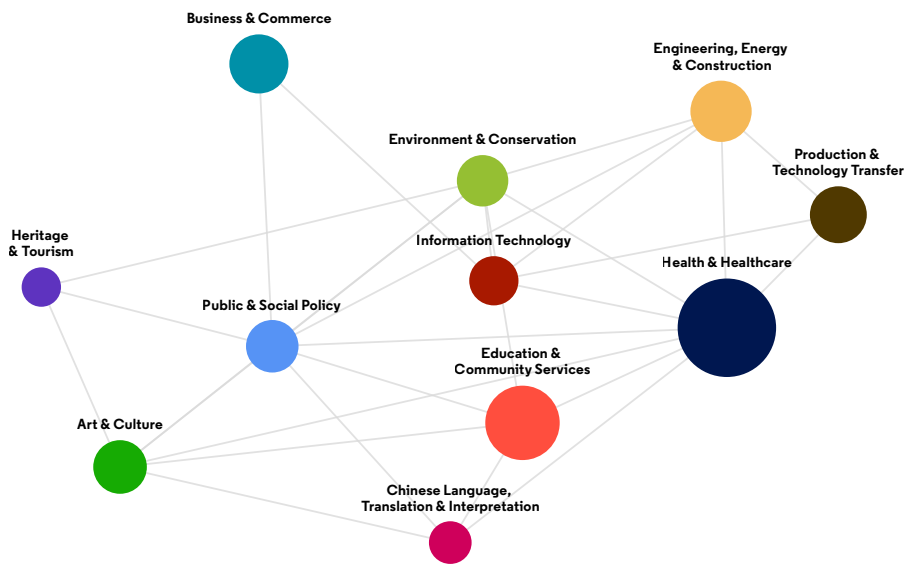 Business & Commerce
Engineering, Energy
& Construction
Environment & Conservation
Production &
Technology Transfer
Heritage
& Tourism
Information Technology
Health & Healthcare
Public & Social Policy
Education &
Community Services
Art & Culture
Chinese Language,
Translation & Interpretation